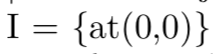 I = {at(0,0)}